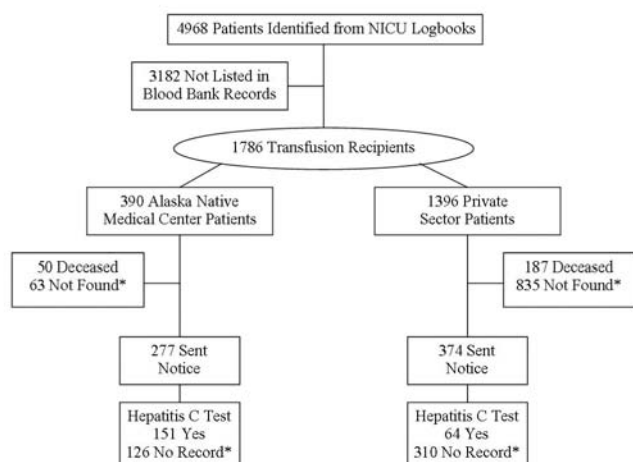 4968 Patients Identified from NICU Logbooks
3182 Not Listed in
Blood Bank Records
1786 Transfusion Recipients
390 Alaska Native
Medical Center Patients
1396 Private
Sector Patients
50 Deceased
63 Not Found*
187 Deceased
835 Not Found*
277 Sent
Notice
374 Sent
Notice
Hepatitis C Test
151 Yes
126 No Record*
Hepatitis C Test
64 Yes
310 No Record*